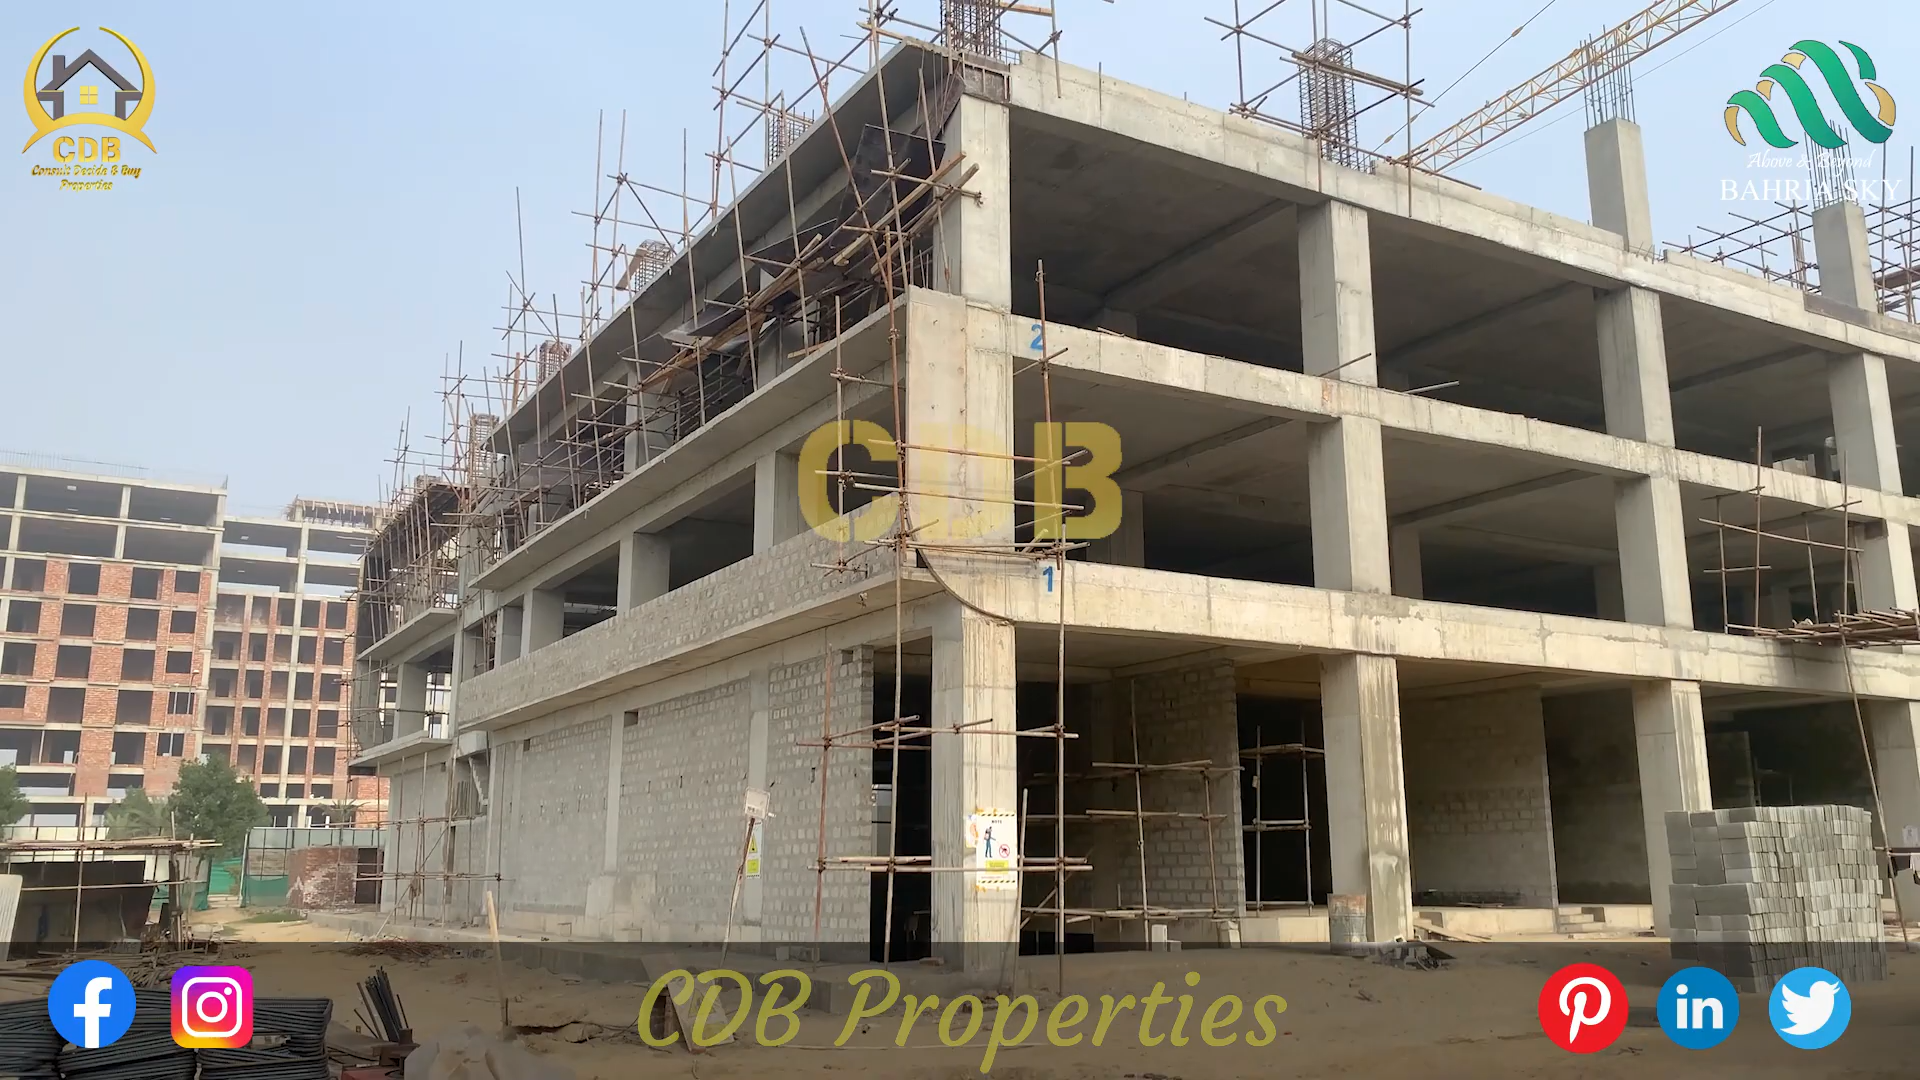 CDB
Consult Decide & Buy
Properties
Above & Beyond
BAHRIA SKY
2
CDB
1
CDB Properties